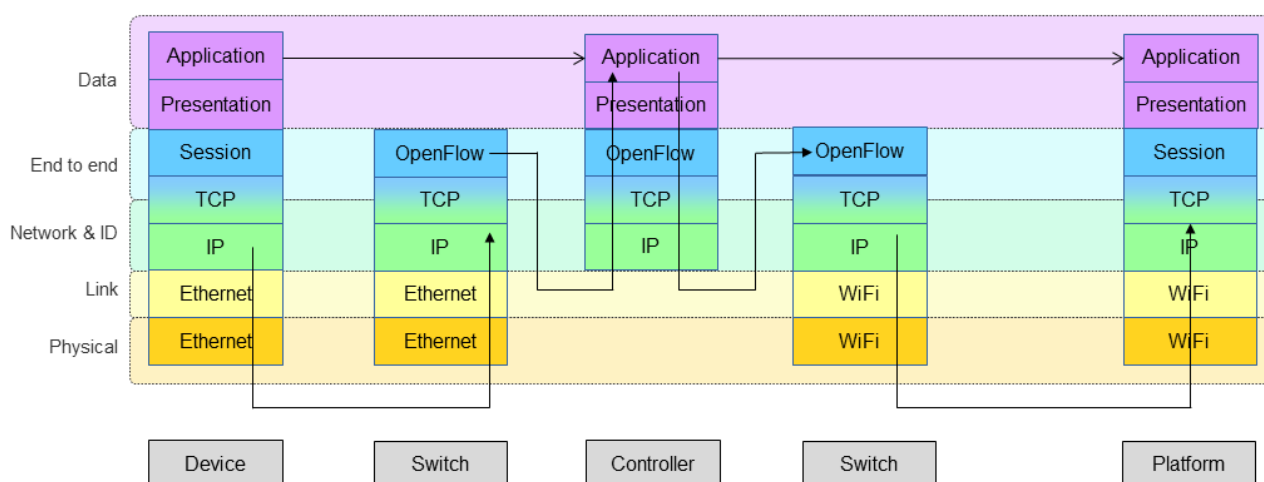 Data
Application
Application
Application
Presentation
Presentation
Presentation
End to end
Session
OpenFlow
OpenFlow
OpenFlow
Session
TCP
TCP
TCP
TCP
TCP
Network & ID
IP
IP
IP
IP
IP
Link
Ethernet
Ethernet
WiFi
WiFi
Physical
Ethernet
Ethernet
WiFi
WiFi
Device
Switch
Controller
Switch
Platform